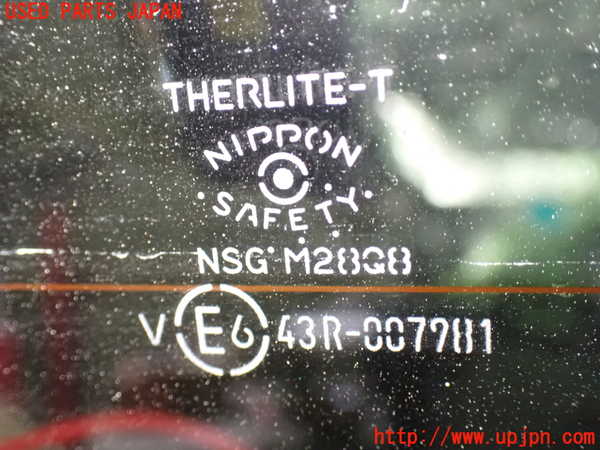 USED PARTS JAPAN
THERLITE-T
NIPPON
SAFETY
NSG M28Q8
V E6 43R-007781
http://www.upjpn.com/